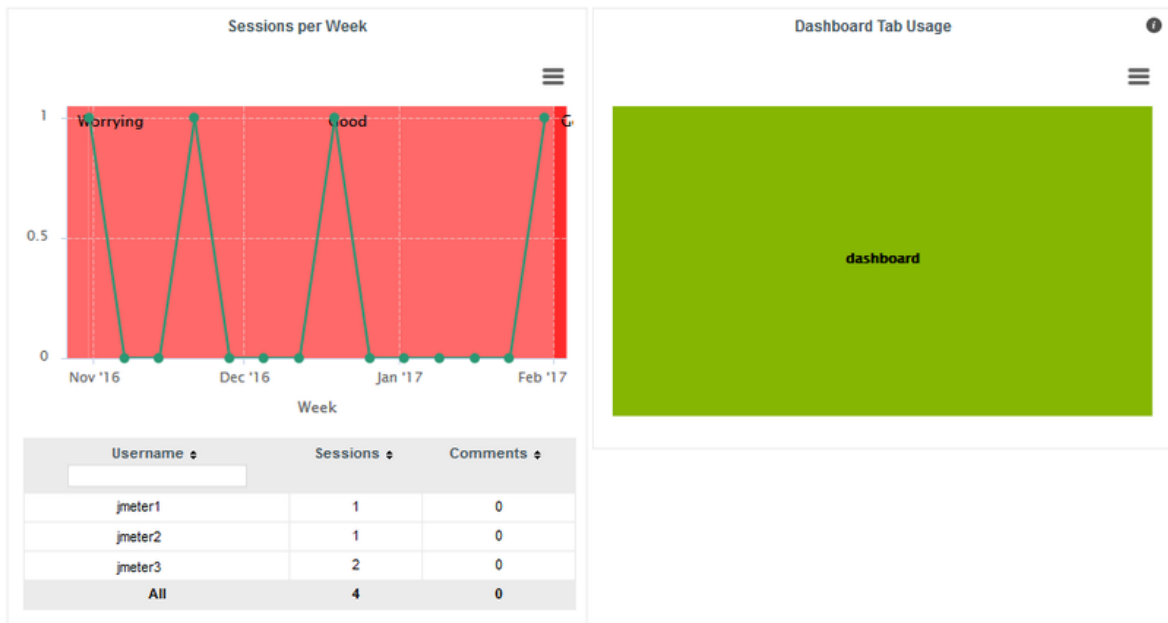 Sessions per Week
Worrying Good G
1
0.5
0
Nov '16 Dec '16 Jan '17 Feb '17
Week
Username Sessions Comments
jmeter1 1 0
jmeter2 1 0
jmeter3 2 0
All 4 0
Dashboard Tab Usage
i
dashboard